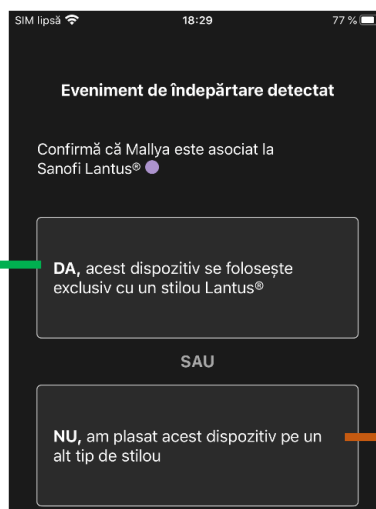 SIM lipsă 18:29 77 %
Eveniment de îndepărtare detectat
Confirmă că Mallya este asociat la
Sanofi Lantus®
DA, acest dispozitiv se folosește
exclusiv cu un stilou Lantus®
SAU
NU, am plasat acest dispozitiv pe un
alt tip de stilou